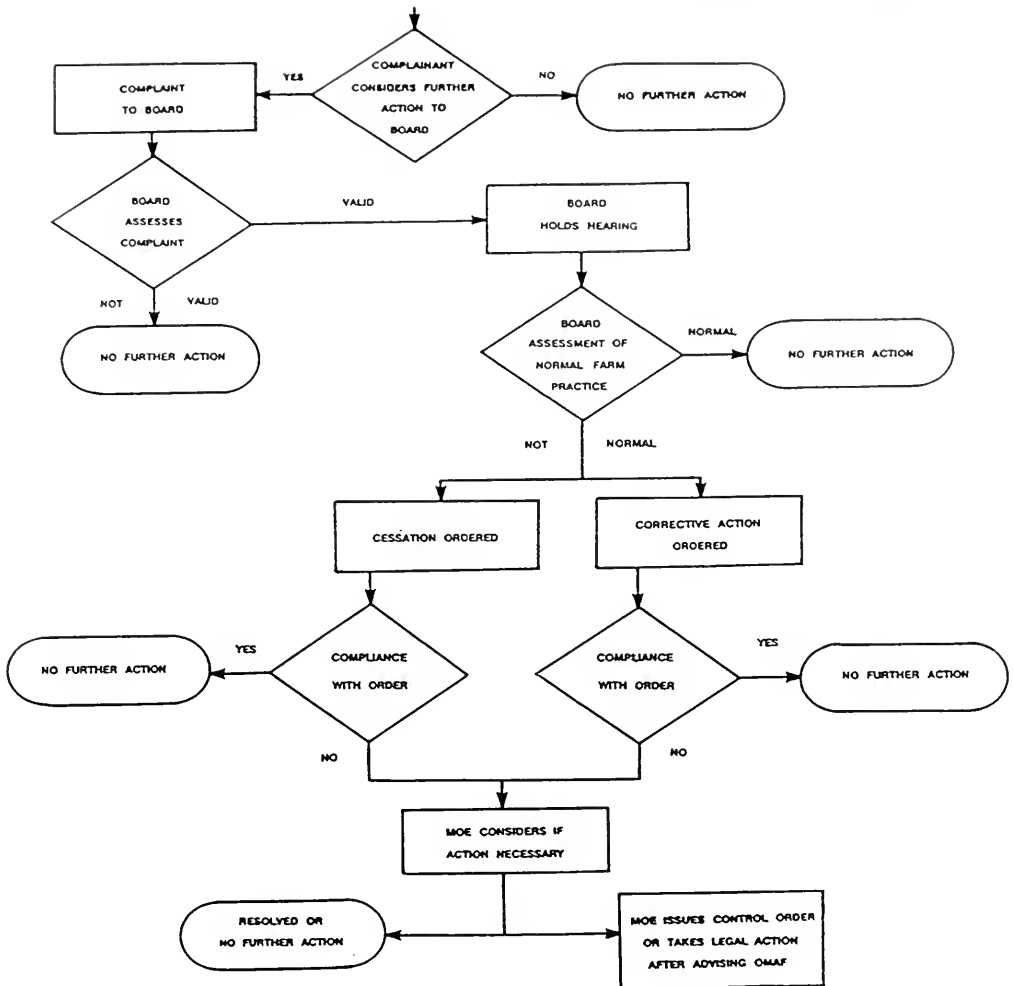 COMPLAINANT
CONSIDERS FURTHER
ACTION TO
BOARD
YES
NO
COMPLAINT
TO BOARD
NO FURTHER ACTION
BOARD
ASSESSES
COMPLAINT
VALID
BOARD
HOLDS HEARING
NOT VALID
NO FURTHER ACTION
BOARD
ASSESSMENT OF
NORMAL FARM
PRACTICE
NORMAL
NO FURTHER ACTION
NOT NORMAL
CESSATION ORDERED
CORRECTIVE ACTION
ORDERED
COMPLIANCE
WITH ORDER
YES
NO FURTHER ACTION
NO
COMPLIANCE
WITH ORDER
YES
NO FURTHER ACTION
NO
MOE CONSIDERS IF
ACTION NECESSARY
RESOLVED OR
NO FURTHER ACTION
MOE ISSUES CONTROL ORDER
OR TAKES LEGAL ACTION
AFTER ADVISING OMAF